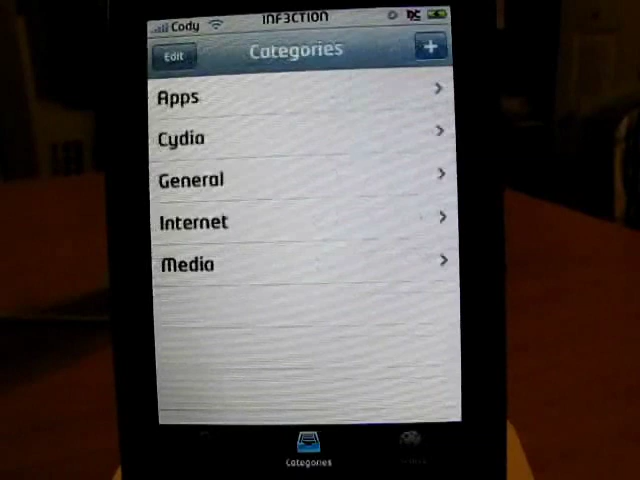 Cody INF3CTION
Edit Categories +
Apps
Cydia
General
Internet
Media
Categories